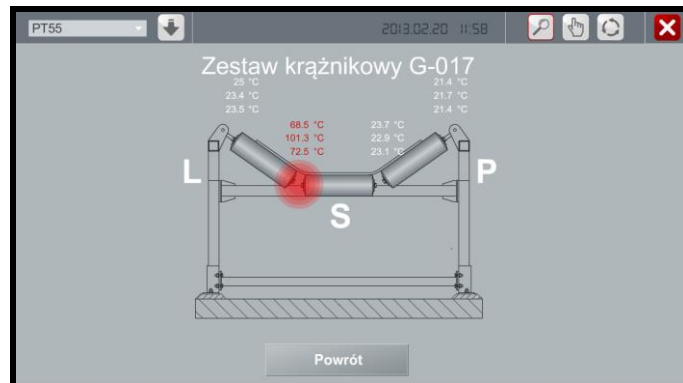 PT55
2013.02.20 11:58
Zestaw krążnikowy G-017
25 °C
23.4 °C
23.5 °C
21.4 °C
21.7 °C
21.4 °C
68.5 °C
101.3 °C
72.5 °C
23.7 °C
22.9 °C
23.1 °C
L
P
S
Powrót